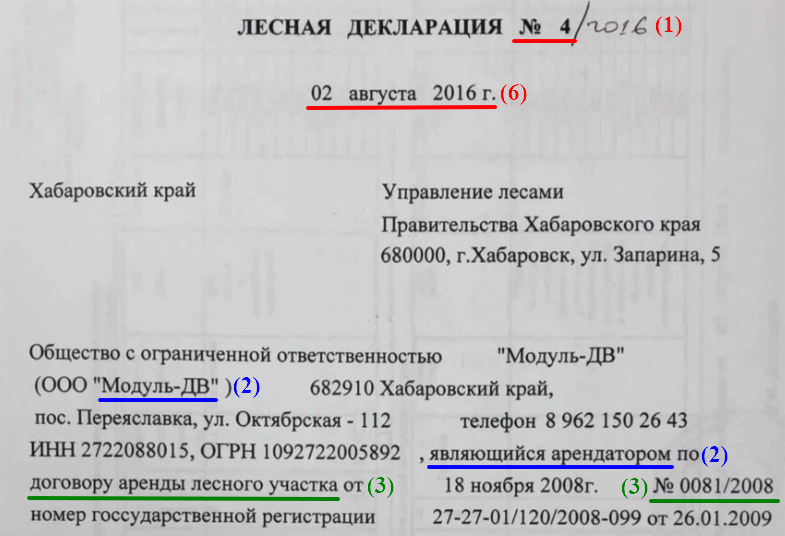 ЛЕСНАЯ ДЕКЛАРАЦИЯ № 4/2016 (1)
02 августа 2016 г. (6)
Хабаровский край Управление лесами
Правительства Хабаровского края
680000, г.Хабаровск, ул. Запарина, 5
Общество с ограниченной ответственностью "Модуль-ДВ"
(ООО "Модуль-ДВ" )(2) 682910 Хабаровский край,
пос. Переяславка, ул. Октябрская - 112 телефон 8 962 150 26 43
ИНН 2722088015, ОГРН 1092722005892 , являющийся арендатором по (2)
договору аренды лесного участка от (3) 18 ноября 2008г. (3) № 0081/2008
номер госсударственной регистрации 27-27-01/120/2008-099 от 26.01.2009